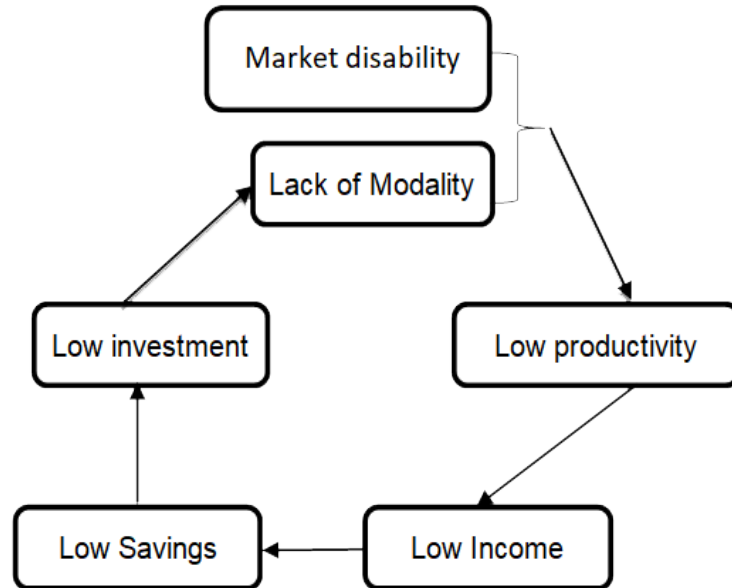 Market disability
Lack of Modality
Low investment
Low productivity
Low Savings
Low Income